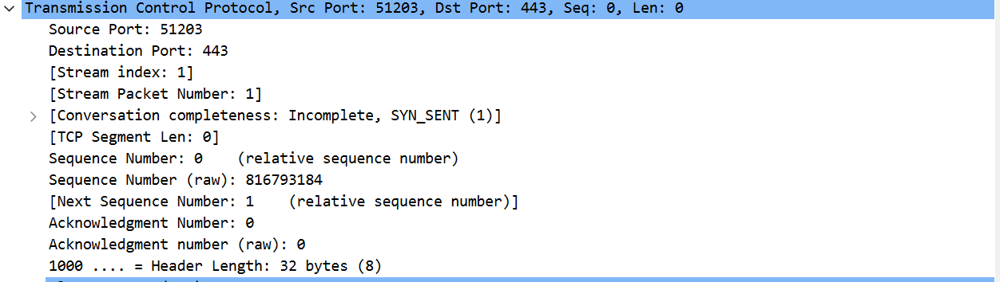 Transmission Control Protocol, Src Port: 51203, Dst Port: 443, Seq: 0, Len: 0
Source Port: 51203
Destination Port: 443
[Stream index: 1]
[Stream Packet Number: 1]
[Conversation completeness: Incomplete, SYN_SENT (1)]
[TCP Segment Len: 0]
Sequence Number: 0    (relative sequence number)
Sequence Number (raw): 816793184
[Next Sequence Number: 1    (relative sequence number)]
Acknowledgment Number: 0
Acknowledgment number (raw): 0
1000 .... = Header Length: 32 bytes (8)